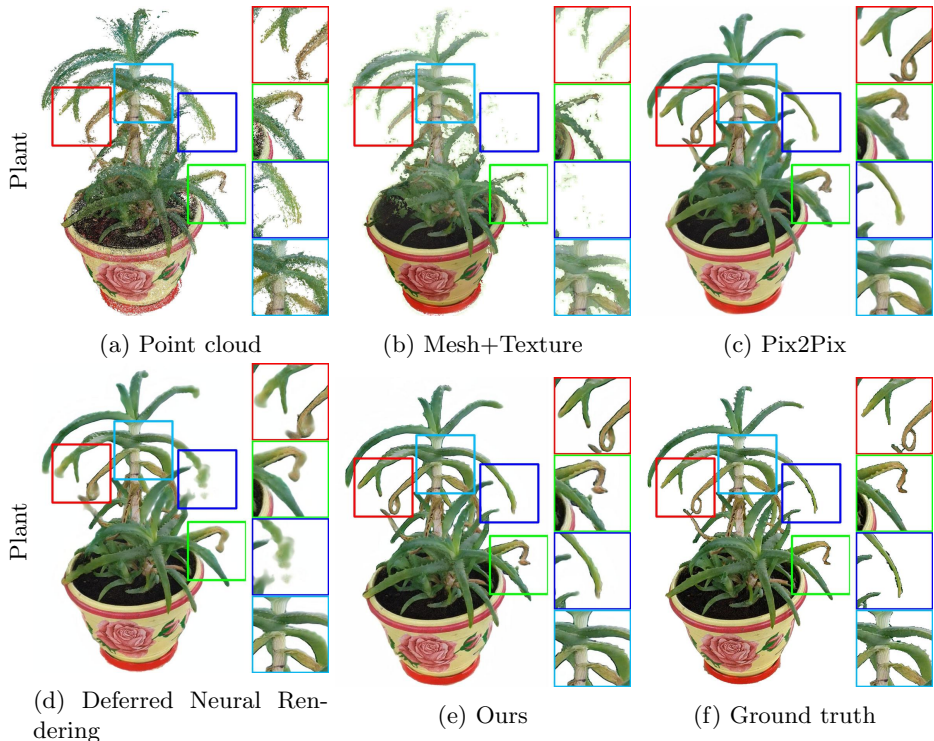 Plant
(a) Point cloud
(b) Mesh+Texture
(c) Pix2Pix
Plant
(d) Deferred Neural Ren-
dering
(e) Ours
(f) Ground truth